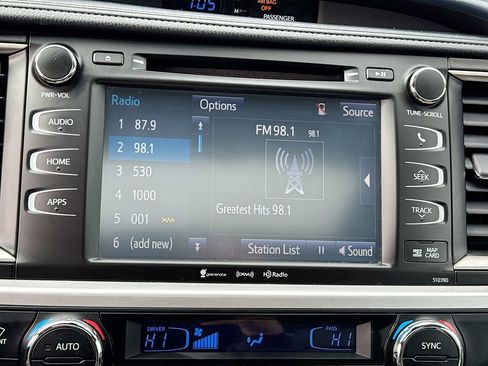 1:05
AIR BAG
OFF
PASSENGER
PWR•VOL
TUNE•SCROLL
AUDIO
HOME
APPS
SEEK
TRACK
Radio
Options
Source
1 87.9
2 98.1
3 530
4 1000
5 001 XM
6 (add new)
FM 98.1 98.1
Greatest Hits 98.1
Station List
Sound
gracenote
HD Radio
MAP
CARD
510390
DRIVER
HI
PASS
HI
AUTO
SYNC